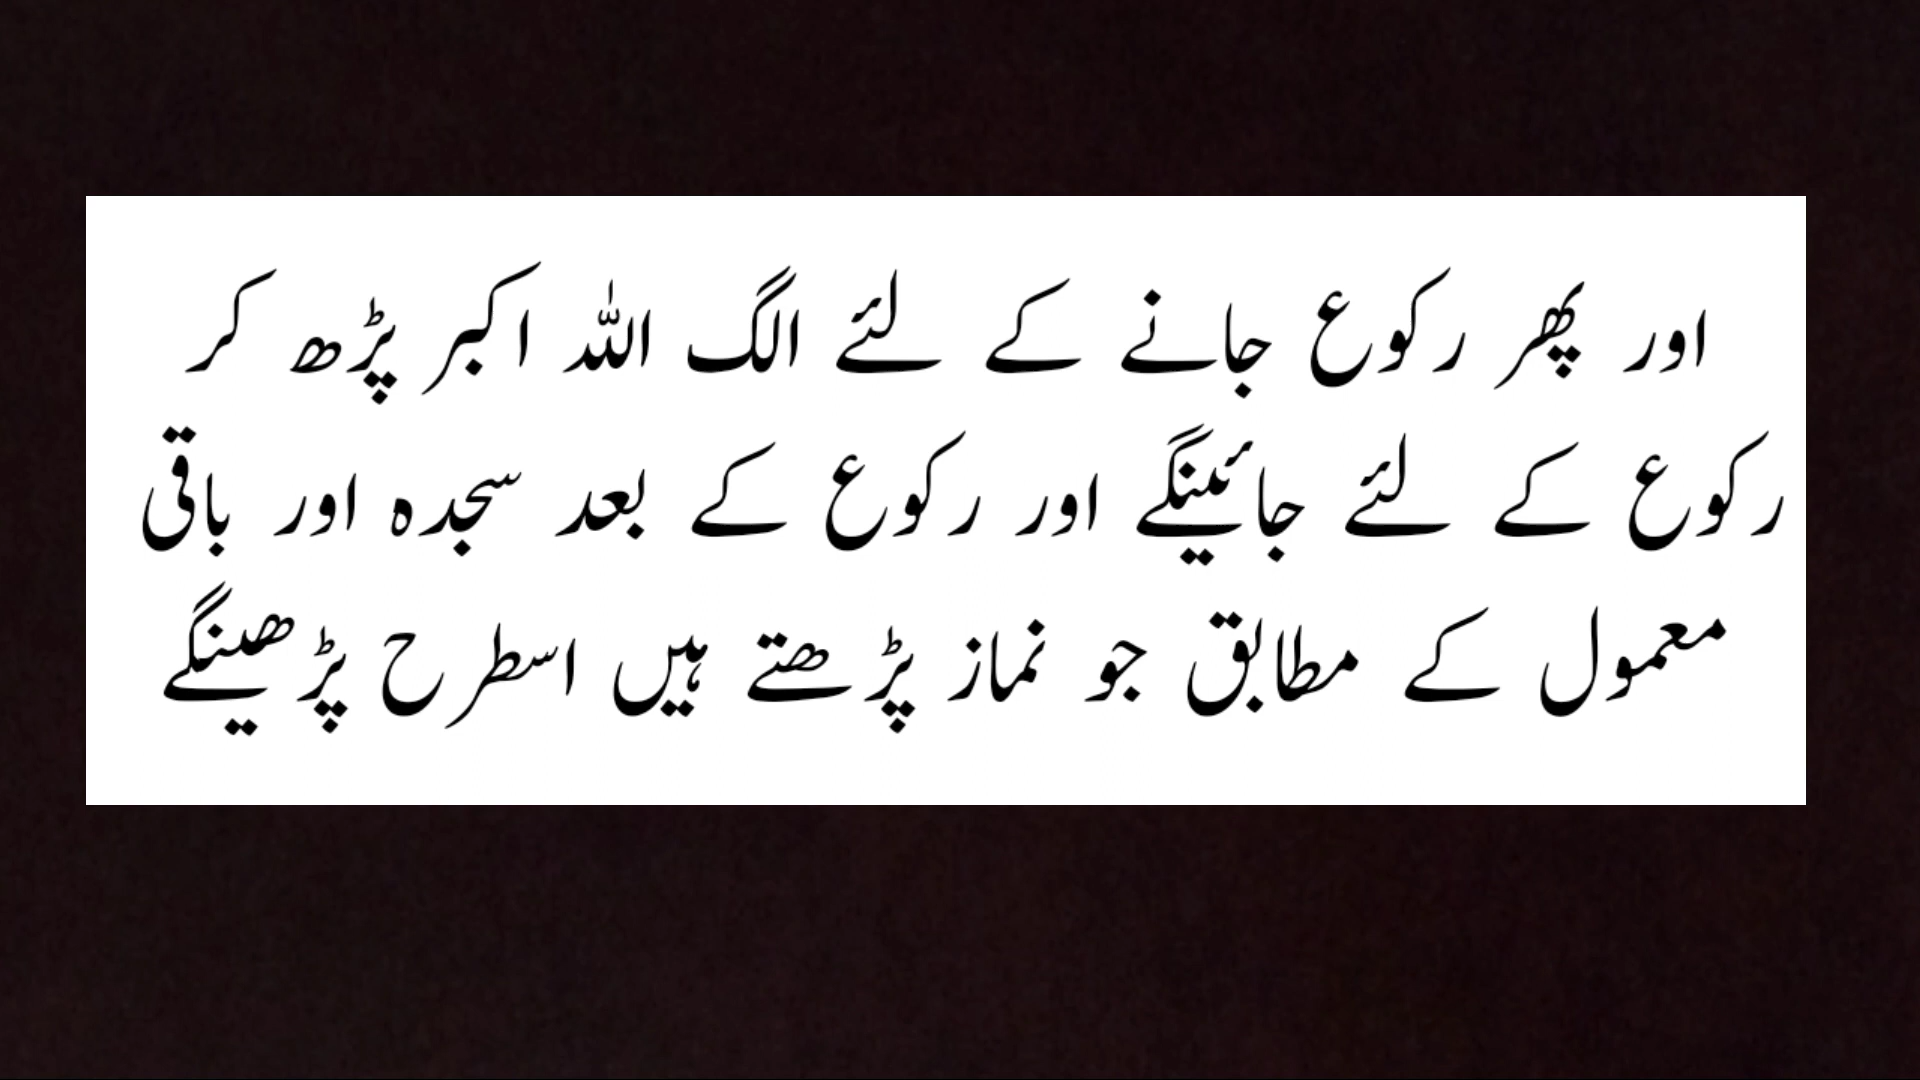 اور پھر رکوع جانے کے لئے الگ اللہ اکبر پڑھ کر
رکوع کے لئے جائینگے اور رکوع کے بعد سجدہ اور باقی
معمول کے مطابق جو نماز پڑھتے ہیں اسطرح پڑھینگے